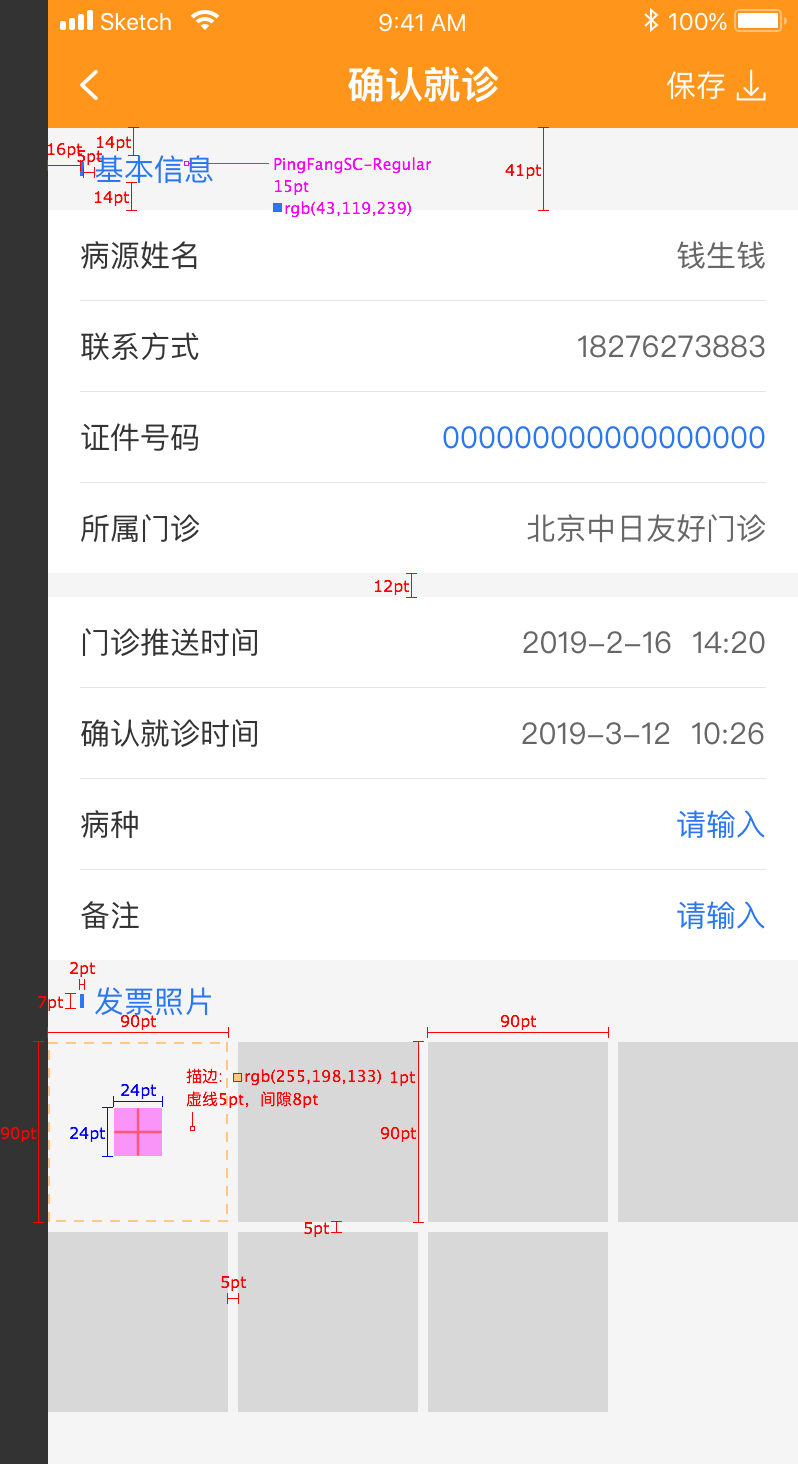 Sketch 9:41 AM 100%
确认就诊 保存
14pt
16pt
5pt
基本信息
14pt
PingFangSC-Regular
15pt
rgb(43,119,239)
41pt
病源姓名 钱生钱
联系方式 18276273883
证件号码 000000000000000000
所属门诊 北京中日友好门诊
12pt
门诊推送时间 2019-2-16 14:20
确认就诊时间 2019-3-12 10:26
病种 请输入
备注 请输入
2pt
7pt 发票照片
90pt 90pt
描边: rgb(255,198,133) 1pt
虚线5pt，间隙8pt
24pt
24pt
90pt 90pt
5pt
5pt